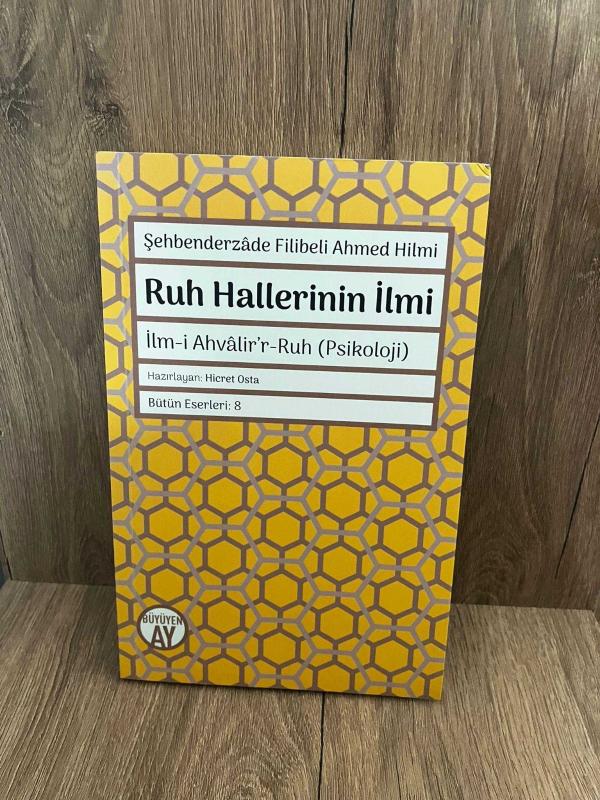 Şehbenderzâde Filibeli Ahmed Hilmi
Ruh Hallerinin İlmi
İlm-i Ahvâlir'r-Ruh (Psikoloji)
Hazırlayan: Hicret Osta
Bütün Eserleri: 8
BÜYÜYEN
AY